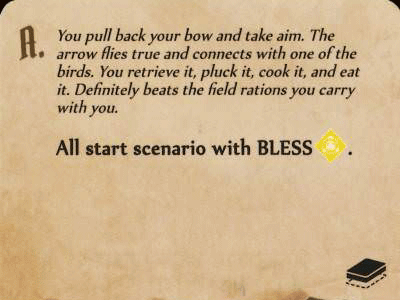 A. You pull back your bow and take aim. The
arrow flies true and connects with one of the
birds. You retrieve it, pluck it, cook it, and eat
it. Definitely beats the field rations you carry
with you.
All start scenario with BLESS .